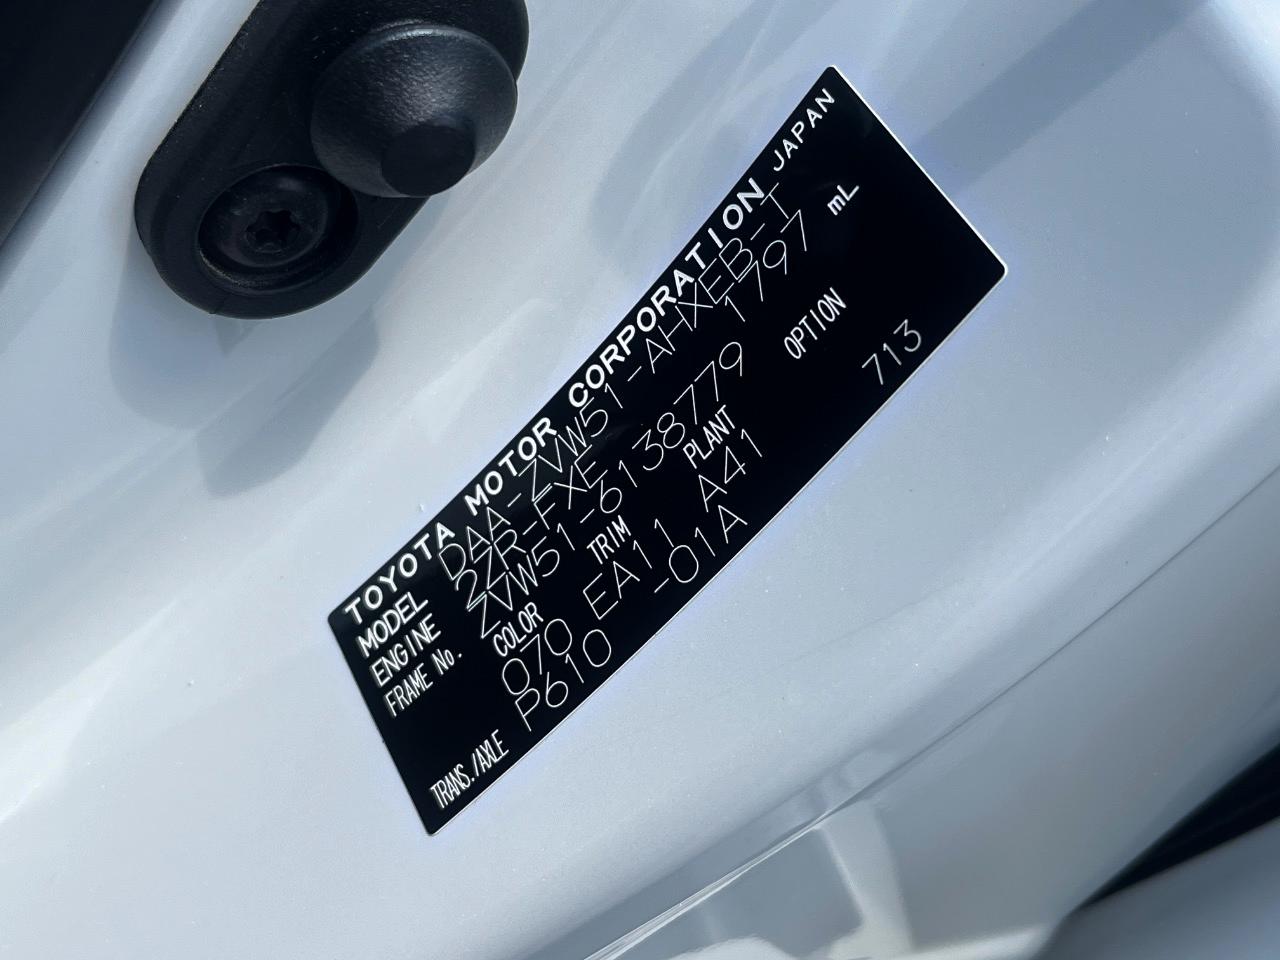 TOYOTA MOTOR CORPORATION JAPAN
MODEL DAA-ZVW51-AHXEB-T
ENGINE 2ZR-FXE 1797 mL
FRAME No. ZVW51-6138779
COLOR TRIM PLANT OPTION
070 EA11 A41 713
TRANS./AXLE P610 -01A